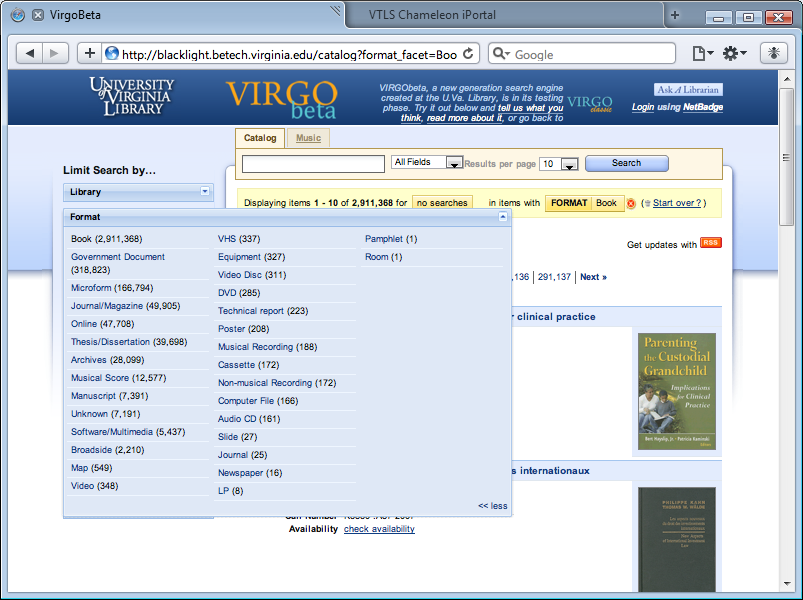 VirgoBeta
VTLS Chameleon iPortal
http://blacklight.betech.virginia.edu/catalog?format_facet=Boo
Google
UNIVERSITY
of VIRGINIA
LIBRARY
VIRGO
beta
VIRGObeta, a new generation search engine
created at the U.Va. Library, is in its testing
phase. Try it out below and tell us what you
think, read more about it, or go back to
VIRGO
classic
Ask A Librarian
Login using NetBadge
Catalog
Music
All Fields
Results per page
10
Search
Limit Search by...
Library
Displaying items 1 - 10 of 2,911,368 for no searches in items with FORMAT Book (Start over?)
Format
Book (2,911,368)
Government Document
(318,823)
Microform (166,794)
Journal/Magazine (49,905)
Online (47,708)
Thesis/Dissertation (39,698)
Archives (28,099)
Musical Score (12,577)
Manuscript (7,391)
Unknown (7,191)
Software/Multimedia (5,437)
Broadside (2,210)
Map (549)
Video (348)
VHS (337)
Equipment (327)
Video Disc (311)
DVD (285)
Technical report (223)
Poster (208)
Musical Recording (188)
Cassette (172)
Non-musical Recording (172)
Computer File (166)
Audio CD (161)
Slide (27)
Journal (25)
Newspaper (16)
LP (8)
Pamphlet (1)
Room (1)
<< less
Get updates with RSS
,136 291,137 Next »
r clinical practice
Parenting
the Custodial
Grandchild
Implications
for Clinical
Practice
Bert Hayslip, Jr. - Patricia Kaminski
s internationaux
PHILIPPE KAHN
Availability check availability